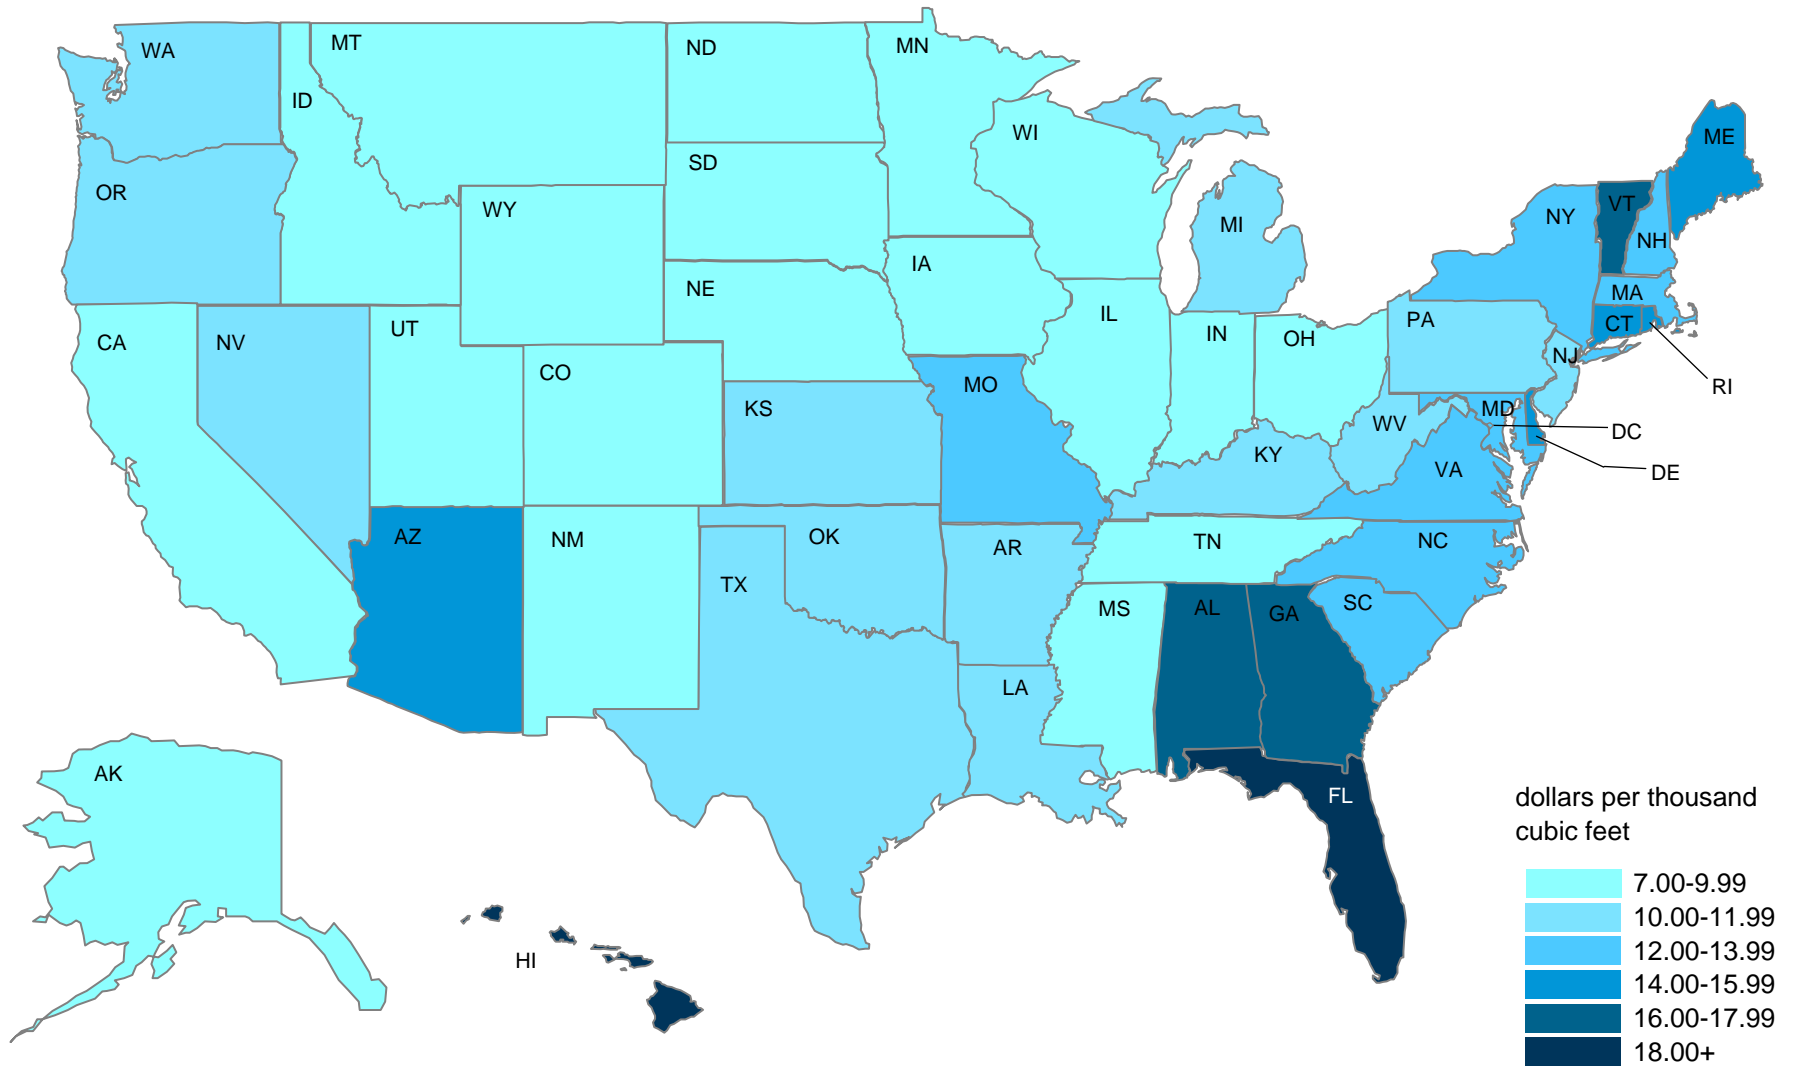 WA
MT
ND
MN
ID
WI
ME
SD
OR
WY
NY
VT
MI
NH
IA
NE
MA
IL
PA
CT
UT
IN
OH
CA
NV
NJ
CO
MO
RI
KS
MD
WV
DC
KY
VA
DE
AZ
NM
OK
AR
TN
NC
TX
MS
AL
GA
SC
LA
AK
FL
HI
dollars per thousand
cubic feet
7.00-9.99
10.00-11.99
12.00-13.99
14.00-15.99
16.00-17.99
18.00+